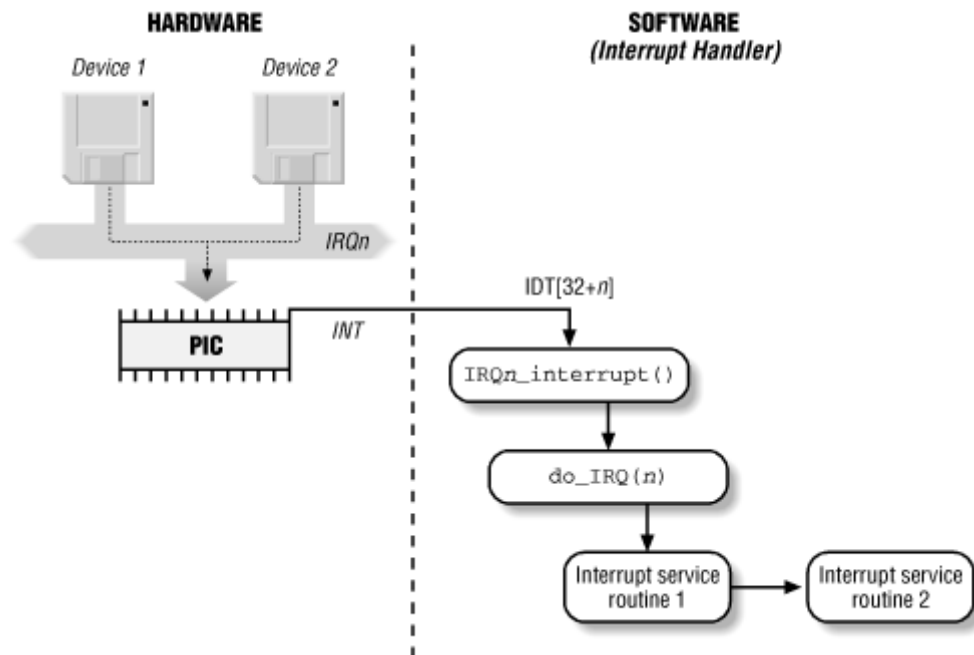 HARDWARE
SOFTWARE
(Interrupt Handler)
Device 1
Device 2
IRQn
IDT[32+n]
INT
PIC
IRQn_interrupt()
do_IRQ(n)
Interrupt service
routine 1
Interrupt service
routine 2